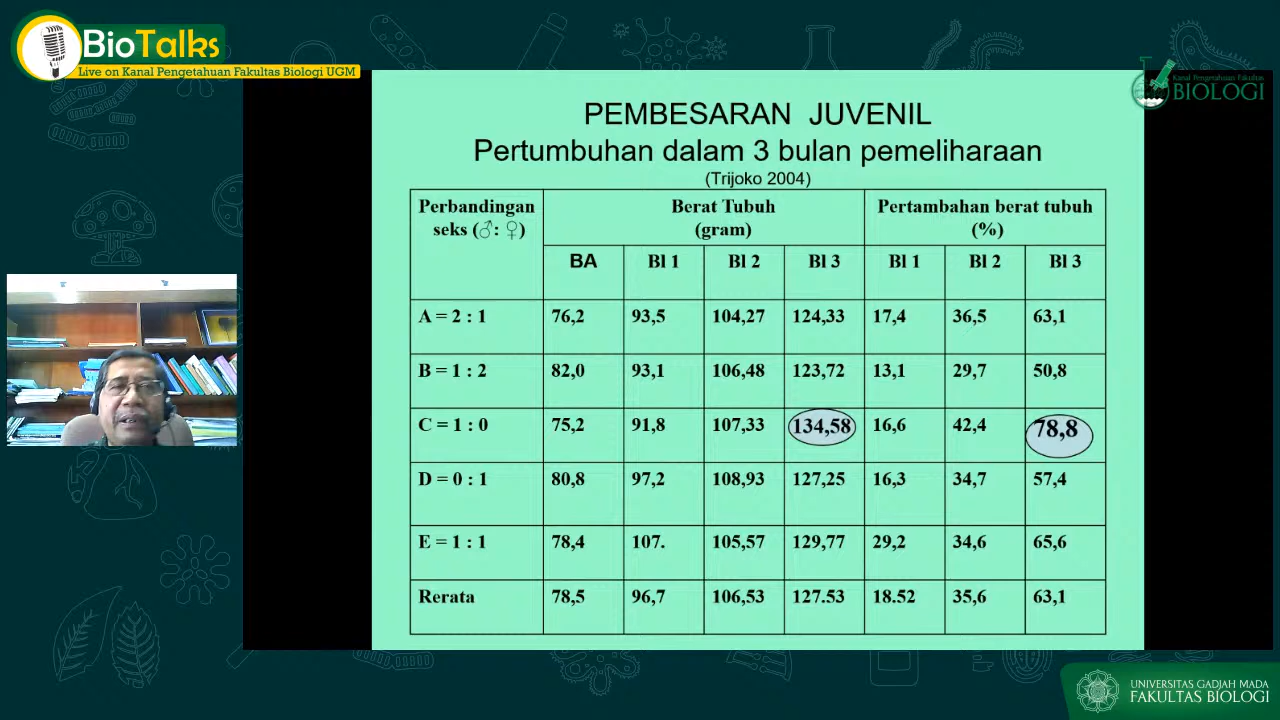 BioTalks
Live on Kanal Pengetahuan Fakultas Biologi UGM
Kanal Pengetahuan Fakultas
BIOLOGI
PEMBESARAN JUVENIL
Pertumbuhan dalam 3 bulan pemeliharaan
(Trijoko 2004)
Perbandingan seks (♂: ♀) Berat Tubuh (gram) Pertambahan berat tubuh (%)
BA Bl 1 Bl 2 Bl 3 Bl 1 Bl 2 Bl 3
A = 2 : 1 76,2 93,5 104,27 124,33 17,4 36,5 63,1
B = 1 : 2 82,0 93,1 106,48 123,72 13,1 29,7 50,8
C = 1 : 0 75,2 91,8 107,33 134,58 16,6 42,4 78,8
D = 0 : 1 80,8 97,2 108,93 127,25 16,3 34,7 57,4
E = 1 : 1 78,4 107. 105,57 129,77 29,2 34,6 65,6
Rerata 78,5 96,7 106,53 127.53 18.52 35,6 63,1
UNIVERSITAS GADJAH MADA
FAKULTAS BIOLOGI